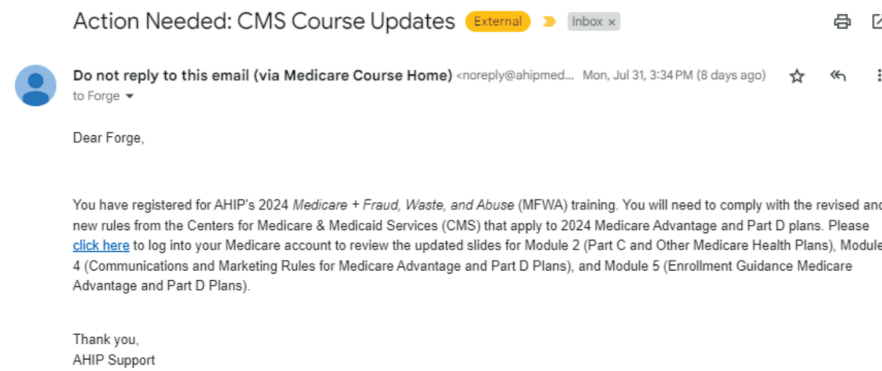 Action Needed: CMS Course Updates External Inbox x
Do not reply to this email (via Medicare Course Home) <noreply@ahipmed... Mon, Jul 31, 3:34 PM (8 days ago)
to Forge
Dear Forge,
You have registered for AHIP's 2024 Medicare + Fraud, Waste, and Abuse (MFWA) training. You will need to comply with the revised and
new rules from the Centers for Medicare & Medicaid Services (CMS) that apply to 2024 Medicare Advantage and Part D plans. Please
click here to log into your Medicare account to review the updated slides for Module 2 (Part C and Other Medicare Health Plans), Module
4 (Communications and Marketing Rules for Medicare Advantage and Part D Plans), and Module 5 (Enrollment Guidance Medicare
Advantage and Part D Plans).
Thank you,
AHIP Support